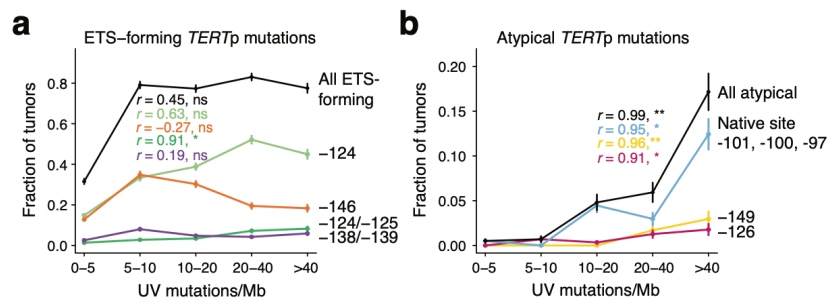 a
ETS–forming TERTp mutations
Fraction of tumors
0.8
0.6
0.4
0.2
0.0
r = 0.45, ns
r = 0.63, ns
r = −0.27, ns
r = 0.91, *
r = 0.19, ns
All ETS-
forming
−124
−146
−124/−125
−138/−139
0–5
5–10
10–20
20–40
>40
UV mutations/Mb
b
Atypical TERTp mutations
Fraction of tumors
0.20
0.15
0.10
0.05
0.00
r = 0.99, **
r = 0.95, *
r = 0.96, **
r = 0.91, *
All atypical
Native site
-101, -100, -97
−149
−126
0–5
5–10
10–20
20–40
>40
UV mutations/Mb